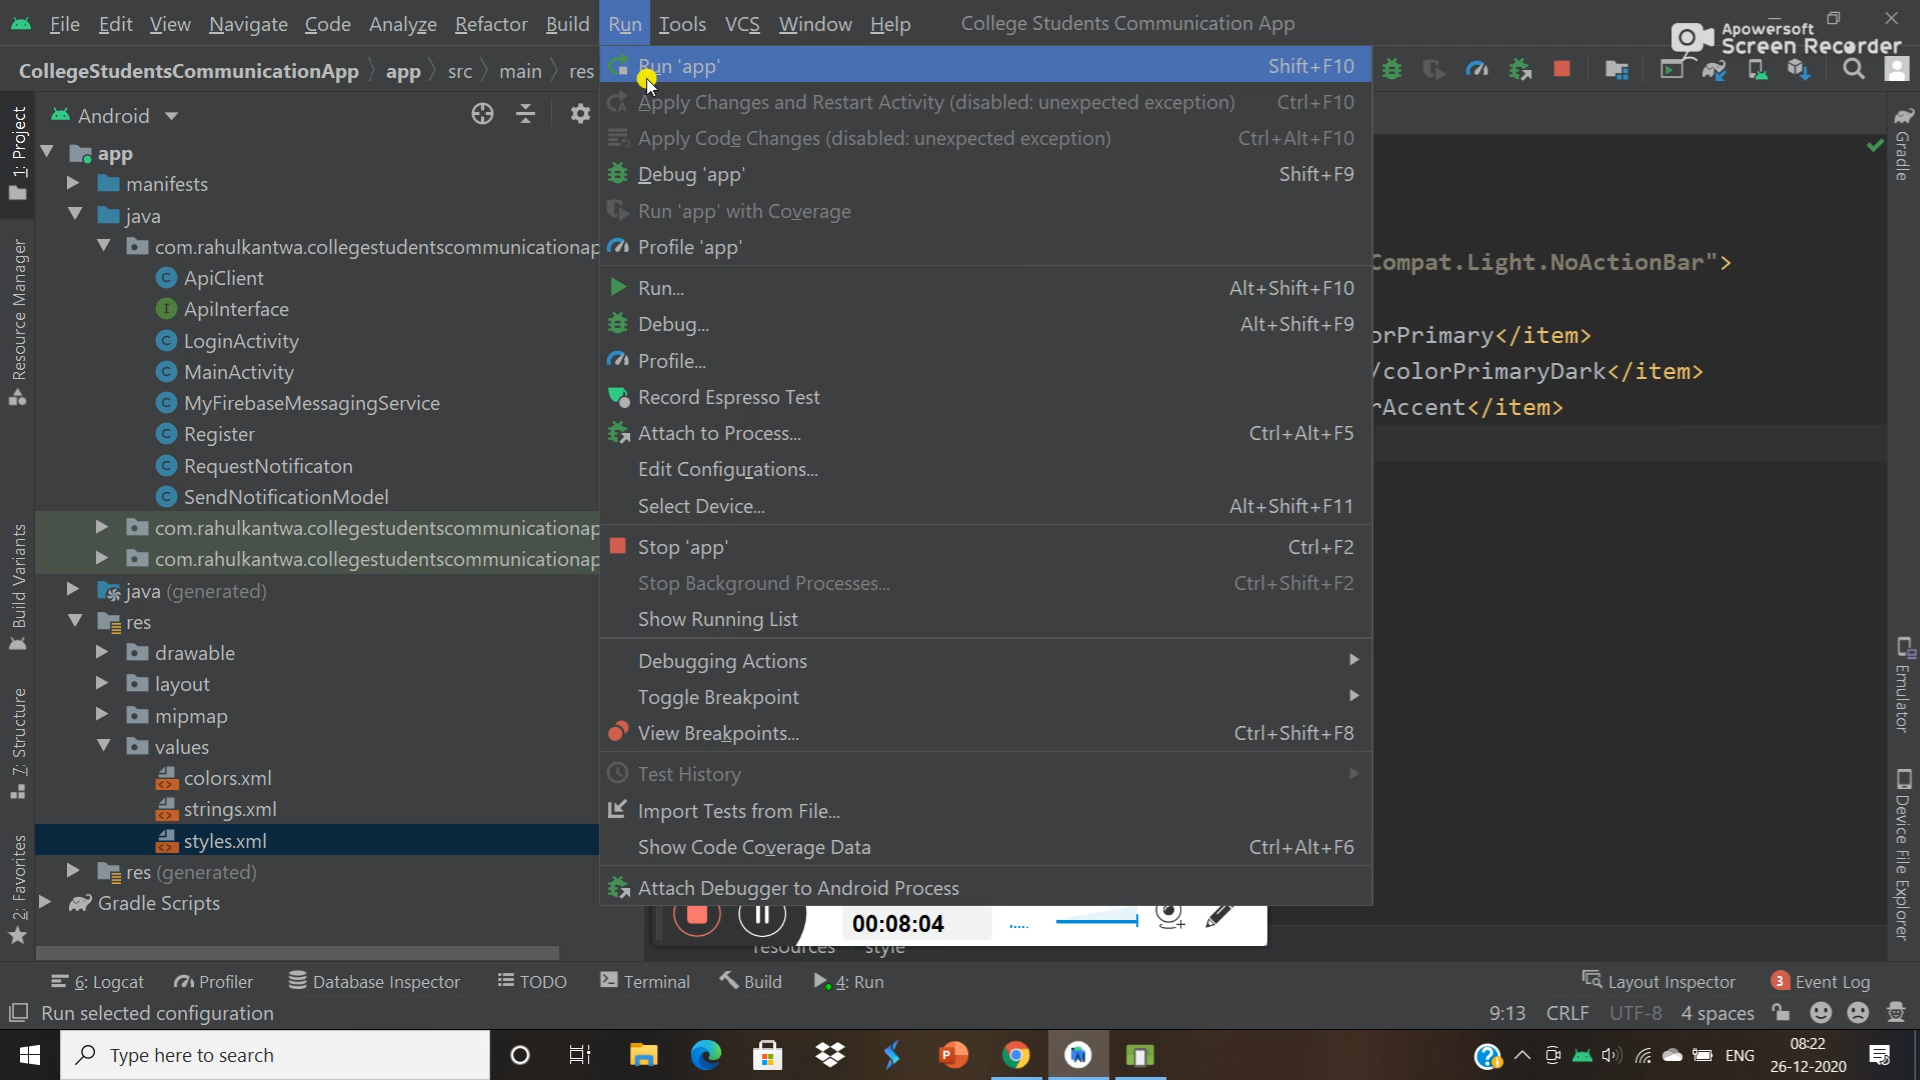 File Edit View Navigate Code Analyze Refactor Build Run Tools VCS Window Help College Students Communication App
Apowersoft
Screen Recorder
CollegeStudentsCommunicationApp app src main res
1: Project
Resource Manager
Build Variants
7: Structure
2: Favorites
Android
app
manifests
java
com.rahulkantwa.collegestudentscommunicationap
ApiClient
ApiInterface
LoginActivity
MainActivity
MyFirebaseMessagingService
Register
RequestNotificaton
SendNotificationModel
com.rahulkantwa.collegestudentscommunicationap
com.rahulkantwa.collegestudentscommunicationap
java (generated)
res
drawable
layout
mipmap
values
colors.xml
strings.xml
styles.xml
res (generated)
Gradle Scripts
Run 'app' Shift+F10
Apply Changes and Restart Activity (disabled: unexpected exception) Ctrl+F10
Apply Code Changes (disabled: unexpected exception) Ctrl+Alt+F10
Debug 'app' Shift+F9
Run 'app' with Coverage
Profile 'app'
Run... Alt+Shift+F10
Debug... Alt+Shift+F9
Profile...
Record Espresso Test
Attach to Process... Ctrl+Alt+F5
Edit Configurations...
Select Device... Alt+Shift+F11
Stop 'app' Ctrl+F2
Stop Background Processes... Ctrl+Shift+F2
Show Running List
Debugging Actions
Toggle Breakpoint
View Breakpoints... Ctrl+Shift+F8
Test History
Import Tests from File...
Show Code Coverage Data Ctrl+Alt+F6
Attach Debugger to Android Process
Compat.Light.NoActionBar">
orPrimary</item>
/colorPrimaryDark</item>
rAccent</item>
00:08:04
resources style
Gradle
Emulator
Device File Explorer
6: Logcat Profiler Database Inspector TODO Terminal Build 4: Run Layout Inspector 3 Event Log
Run selected configuration 9:13 CRLF UTF-8 4 spaces
Type here to search ENG
08:22
26-12-2020